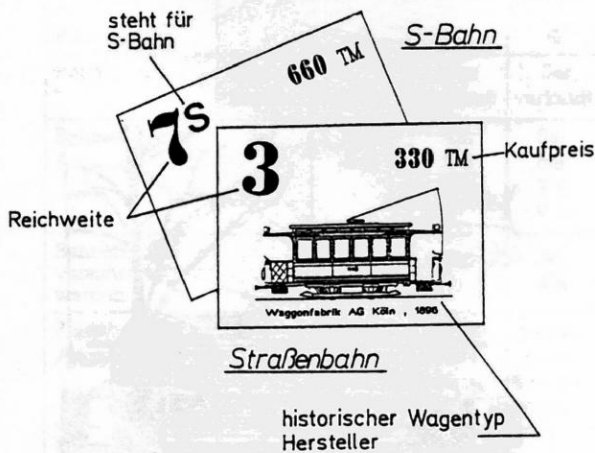 steht für
S-Bahn
S-Bahn
660 TM
7S
3
330 TM
Kaufpreis
Reichweite
Waggonfabrik AG Köln , 1896
Straßenbahn
historischer Wagentyp
Hersteller